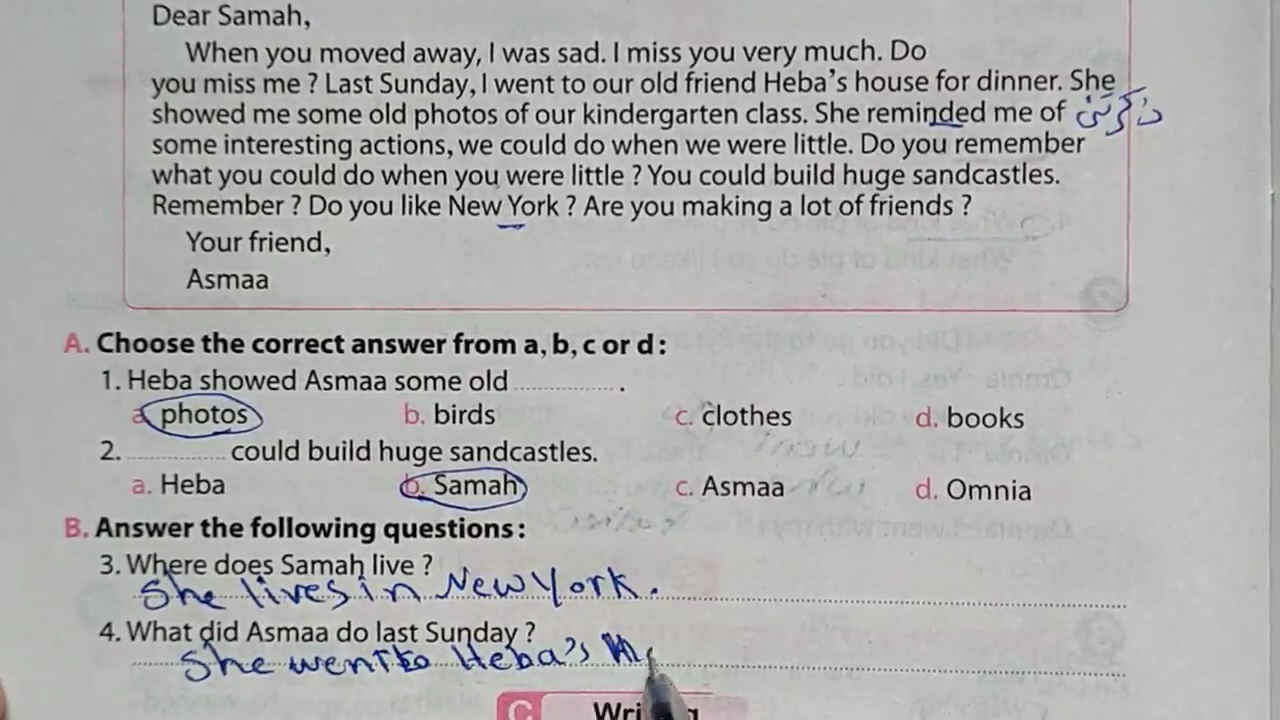 Dear Samah,
When you moved away, I was sad. I miss you very much. Do
you miss me ? Last Sunday, I went to our old friend Heba's house for dinner. She
showed me some old photos of our kindergarten class. She reminded me of
some interesting actions, we could do when we were little. Do you remember
what you could do when you were little ? You could build huge sandcastles.
Remember ? Do you like New York ? Are you making a lot of friends ?
Your friend,
Asmaa
A. Choose the correct answer from a, b, c or d :
1. Heba showed Asmaa some old .................. .
a. photos b. birds c. clothes d. books
2. .................. could build huge sandcastles.
a. Heba b. Samah c. Asmaa d. Omnia
B. Answer the following questions :
3. Where does Samah live ?
She lives in New York.
4. What did Asmaa do last Sunday ?
She went to Heba's
C